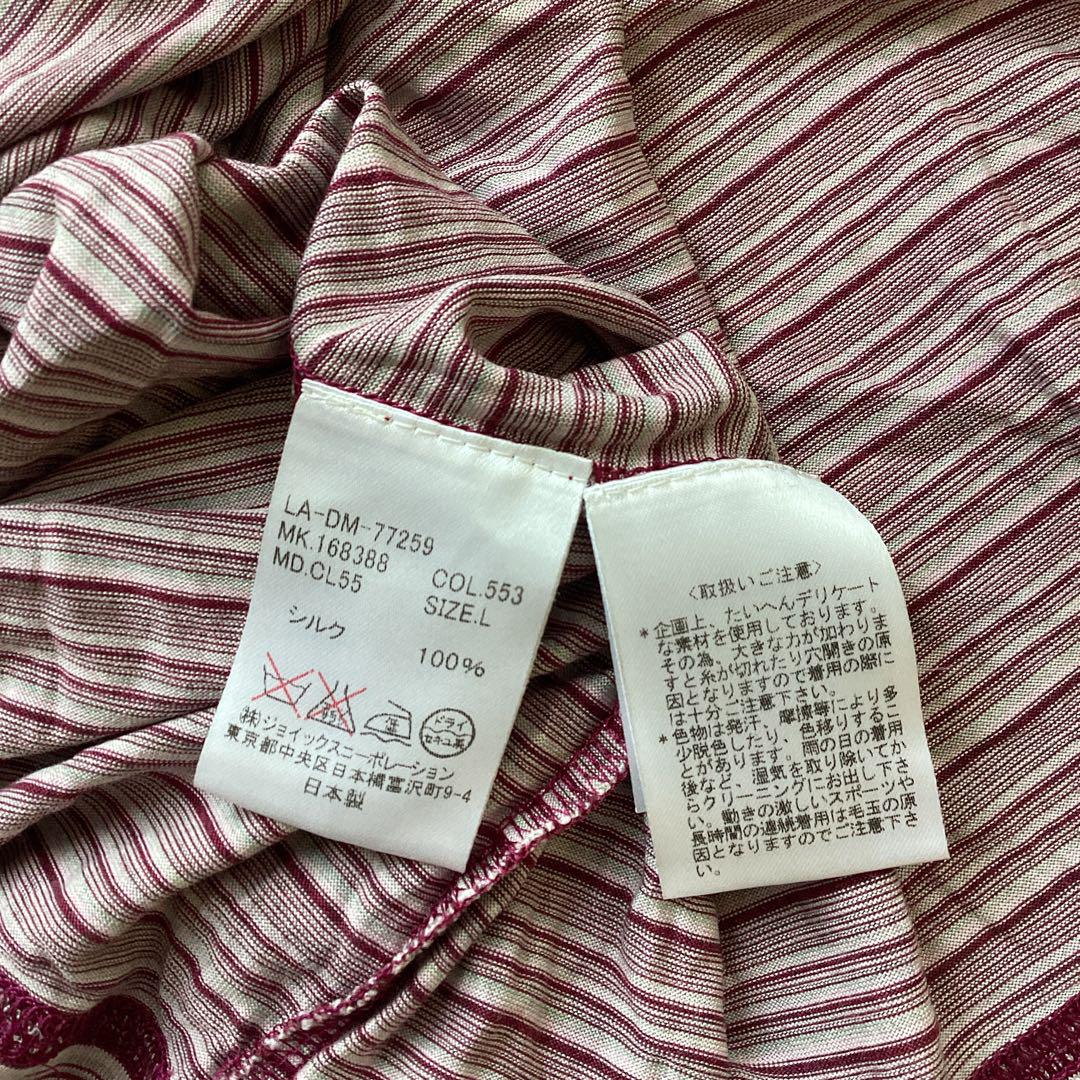 LA-DM-77259
MK.168388 COL.553
MD.CL55 SIZE.L
シルク 100%
ドライ
セキユ系
㈱ジョイックスコーポレーション
東京都中央区日本橋富沢町9-4
日本製
〈取扱いご注意〉
*企画上、たいへんデリケート
な素材を使用しております。
その為、大きな力が加わりま
すと糸が切れたり穴開きの原
因となりますので着用の際に
は十分ご注意下さい。
*色物は発汗、摩擦等により多
少脱色したり、色移りするこ
とがあります。雨の日の着用
後など、湿気を取り除いてか
らクリーニングにお出し下さ
い。動きの激しいスポーツや
長時間の連続着用は毛玉の原
因となりますのでご注意下さ
い。